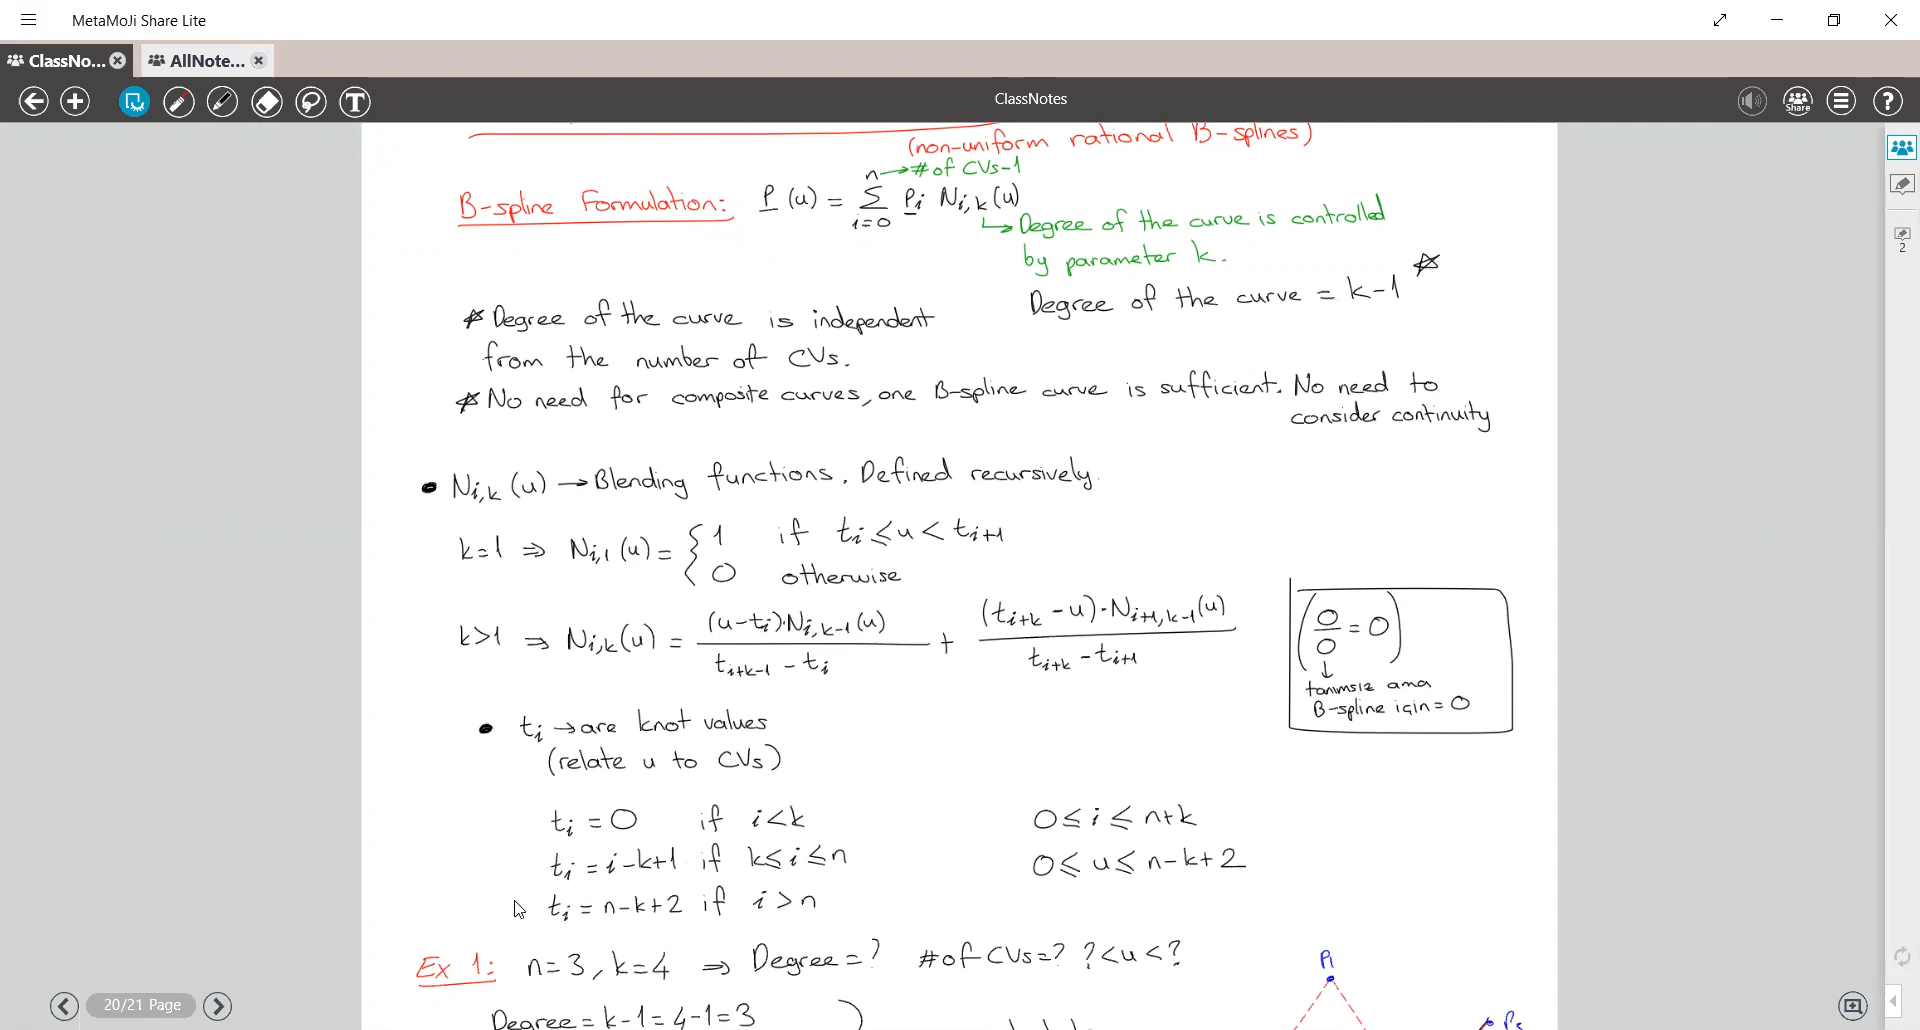 MetaMoJi Share Lite
ClassNo...
AllNote...
ClassNotes
Share
(non-uniform rational B-splines)
n → # of CVs-1
B-spline Formulation: P(u) = Σ Pi Ni,k(u)
i=0
↳ Degree of the curve is controlled
by parameter k.
Degree of the curve = k-1 ☆
* Degree of the curve is independent
from the number of CVs.
* No need for composite curves, one B-spline curve is sufficient. No need to
consider continuity
• Ni,k(u) → Blending functions. Defined recursively.
k=1 ⇒ Ni,1(u) = { 1 if ti ≤ u < ti+1
0 otherwise
k>1 ⇒ Ni,k(u) = (u-ti)·Ni,k-1(u) / ti+k-1 - ti + (ti+k - u)·Ni+1,k-1(u) / ti+k - ti+1
(0/0 = 0)
↓
tanımsız ama
B-spline için = 0
• ti → are knot values
(relate u to CVs)
ti = 0 if i<k 0 ≤ i ≤ n+k
ti = i-k+1 if k≤i≤n 0 ≤ u ≤ n-k+2
ti = n-k+2 if i>n
Ex 1: n=3, k=4 ⇒ Degree=? # of CVs=? ?<u<?
P1
Degree = k-1 = 4-1 = 3
20/21 Page
2